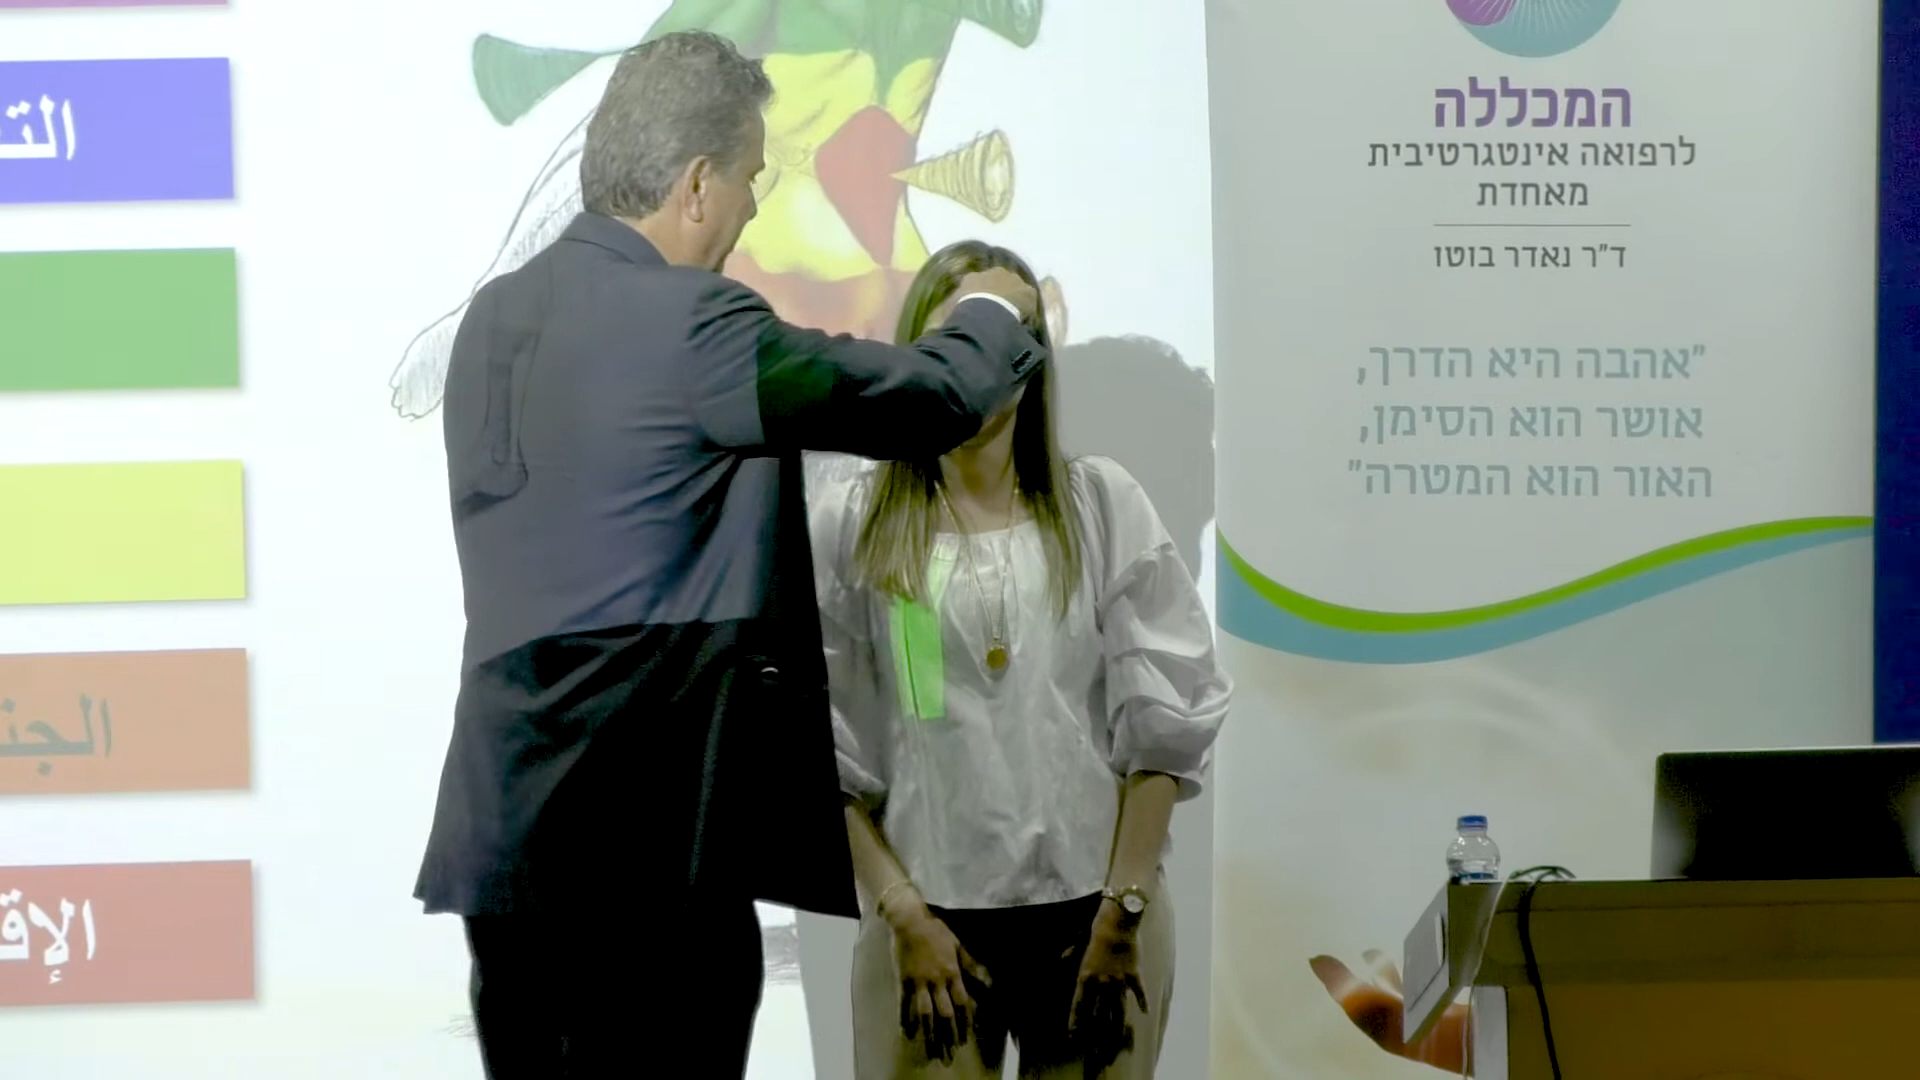 המכללה
לרפואה אינטגרטיבית
מאחדת
ד"ר נאדר בוטו
"אהבה היא הדרך,
אושר הוא הסימן,
האור הוא המטרה"